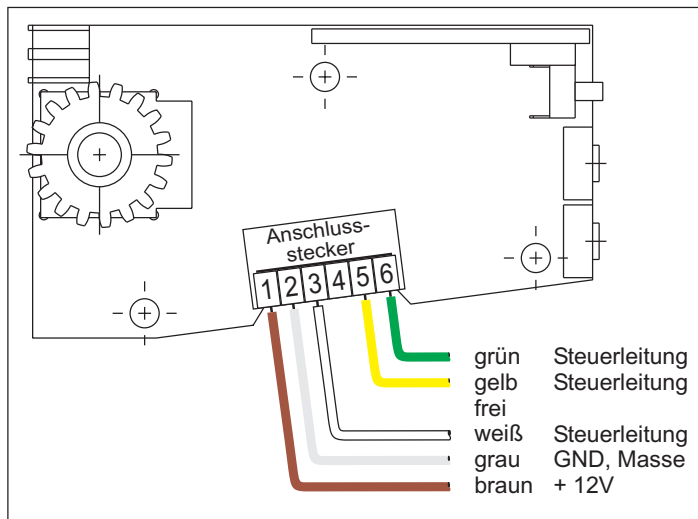 Anschluss-
stecker
1 2 3 4 5 6
grün Steuerleitung
gelb Steuerleitung
frei
weiß Steuerleitung
grau GND, Masse
braun + 12V